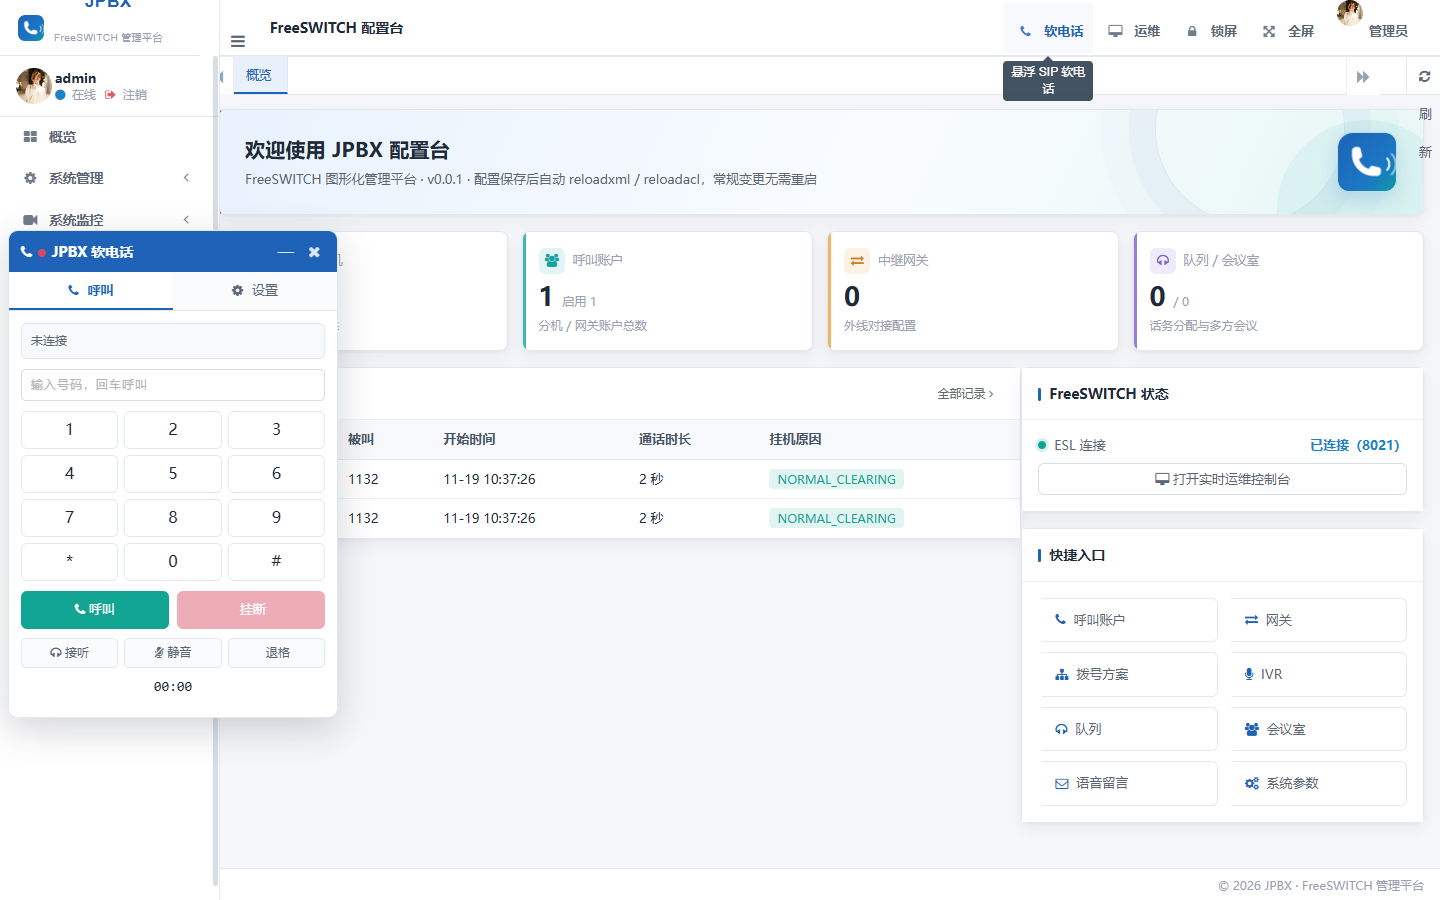 JPBX
FreeSWITCH 管理平台
FreeSWITCH 配置台
软电话
运维
锁屏
全屏
管理员
admin
在线
注销
概览
悬浮 SIP 软电
话
刷
新
概览
系统管理
系统监控
欢迎使用 JPBX 配置台
FreeSWITCH 图形化管理平台 · v0.0.1 · 配置保存后自动 reloadxml / reloadacl，常规变更无需重启
JPBX 软电话
呼叫
设置
未连接
输入号码，回车呼叫
1
2
3
4
5
6
7
8
9
*
0
#
呼叫
挂断
接听
静音
退格
00:00
呼叫账户
1 启用 1
分机 / 网关账户总数
中继网关
0
外线对接配置
队列 / 会议室
0 / 0
话务分配与多方会议
全部记录
被叫
开始时间
通话时长
挂机原因
1132
11-19 10:37:26
2 秒
NORMAL_CLEARING
1132
11-19 10:37:26
2 秒
NORMAL_CLEARING
FreeSWITCH 状态
ESL 连接
已连接（8021）
打开实时运维控制台
快捷入口
呼叫账户
网关
拨号方案
IVR
队列
会议室
语音留言
系统参数
© 2026 JPBX · FreeSWITCH 管理平台